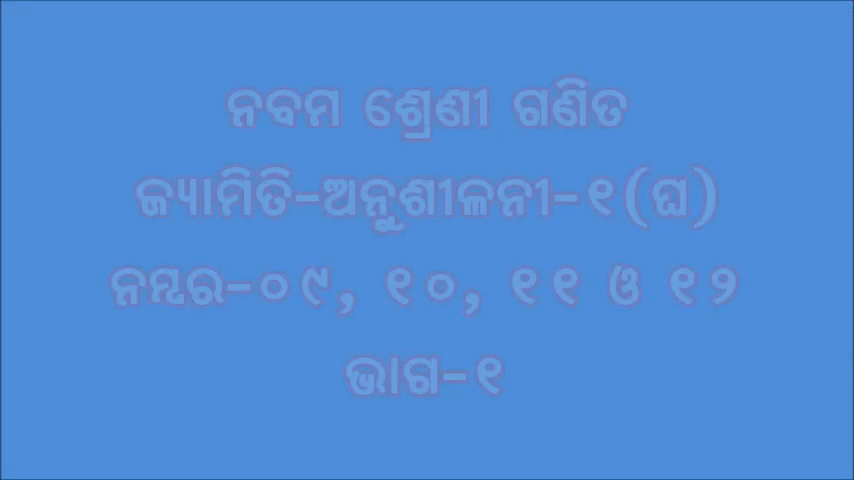 ନବମ ଶ୍ରେଣୀ ଗଣିତ
ଜ୍ୟାମିତି-ଅନୁଶୀଳନୀ-୧(ଘ)
ନମ୍ବର-୦୯, ୧୦, ୧୧ ଓ ୧୨
ଭାଗ-୧